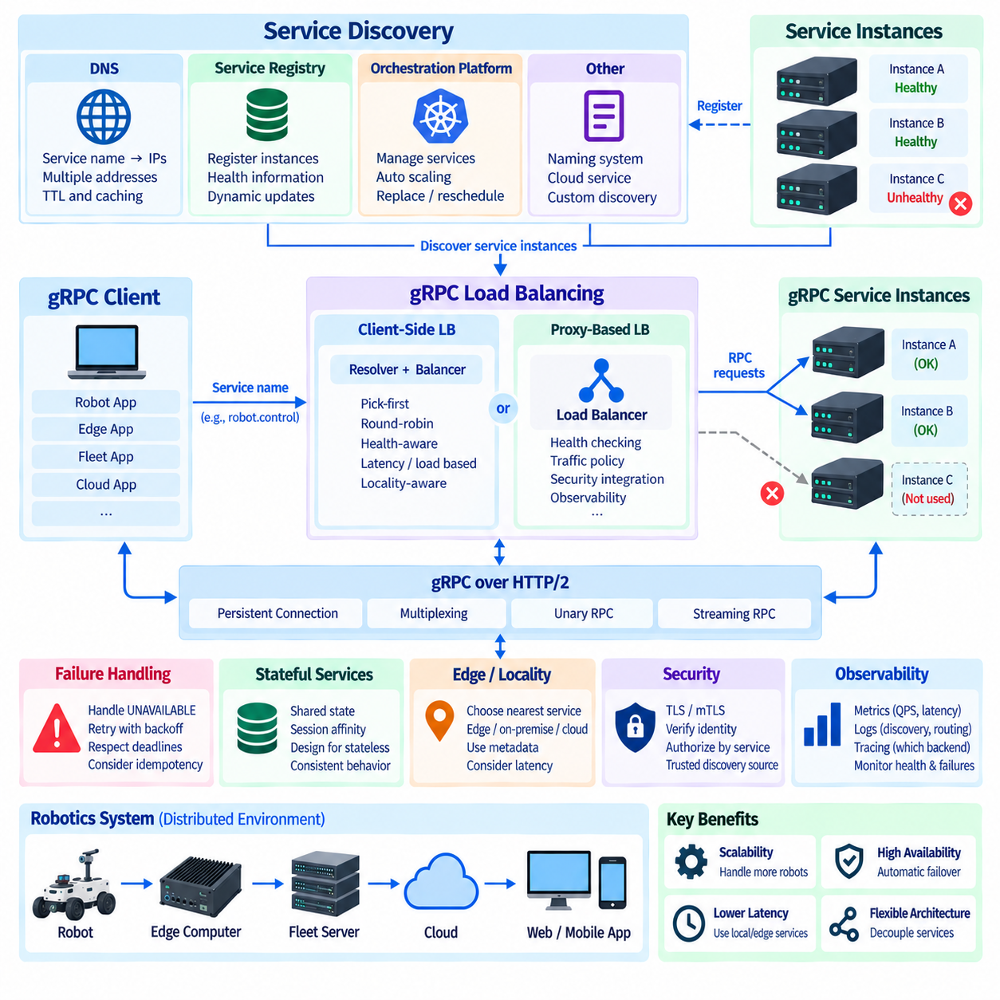 Service Discovery
DNS
Service name → IPs
Multiple addresses
TTL and caching
Service Registry
Register instances
Health information
Dynamic updates
Orchestration Platform
Manage services
Auto scaling
Replace / reschedule
Other
Naming system
Cloud service
Custom discovery
Register
Service Instances
Instance A
Healthy
Instance B
Healthy
Instance C
Unhealthy
Discover service instances
gRPC Client
Robot App
Edge App
Fleet App
Cloud App
...
Service name
(e.g., robot.control)
gRPC Load Balancing
Client-Side LB
Resolver + Balancer
Pick-first
Round-robin
Health-aware
Latency / load based
Locality-aware
or
Proxy-Based LB
Load Balancer
Health checking
Traffic policy
Security integration
Observability
...
RPC
requests
gRPC Service Instances
Instance A
(OK)
Instance B
(OK)
Instance C
(Not used)
gRPC over HTTP/2
Persistent Connection
Multiplexing
Unary RPC
Streaming RPC
Failure Handling
Handle UNAVAILABLE
Retry with backoff
Respect deadlines
Consider idempotency
Stateful Services
Shared state
Session affinity
Design for stateless
Consistent behavior
Edge / Locality
Choose nearest service
Edge / on-premise / cloud
Use metadata
Consider latency
Security
TLS / mTLS
Verify identity
Authorize by service
Trusted discovery source
Observability
Metrics (QPS, latency)
Logs (discovery, routing)
Tracing (which backend)
Monitor health & failures
Robotics System (Distributed Environment)
Robot
Edge Computer
Fleet Server
Cloud
Web / Mobile App
Key Benefits
Scalability
Handle more robots
High Availability
Automatic failover
Lower Latency
Use local/edge services
Flexible Architecture
Decouple services